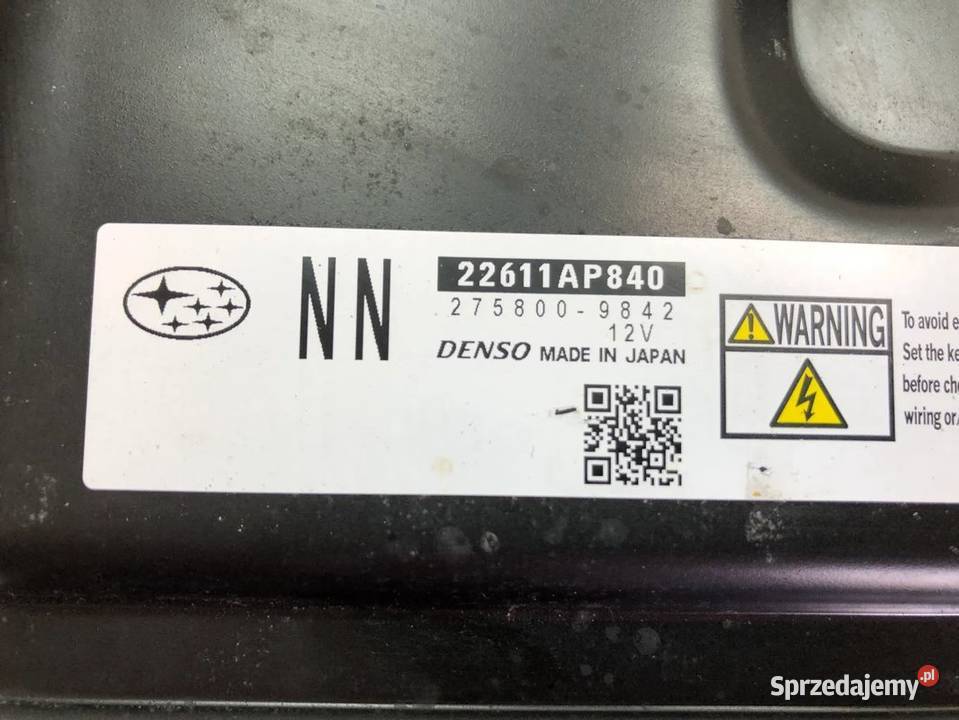 NN
22611AP840
275800-9842
12V
DENSO MADE IN JAPAN
WARNING
To avoid e
Set the ke
before che
wiring or/
Sprzedajemy.pl